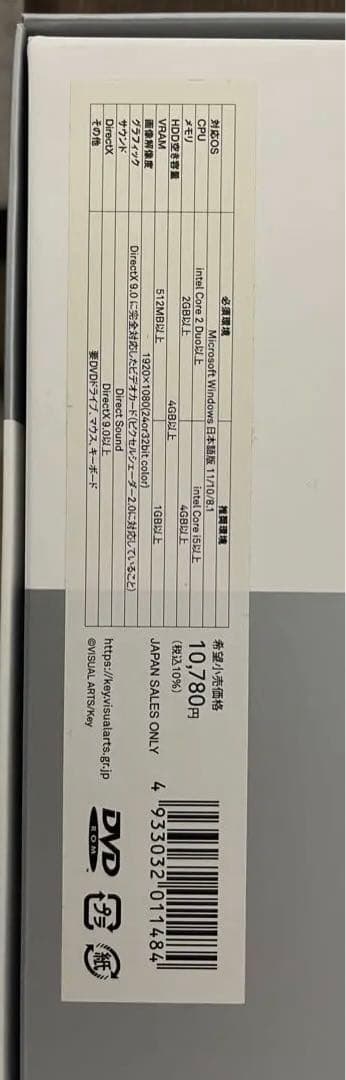 必須環境 推奨環境
対応OS Microsoft Windows 日本語版 11/10/8.1
CPU intel Core 2 Duo以上 intel Core i5以上
メモリ 2GB以上 4GB以上
HDD空き容量 4GB以上
VRAM 512MB以上 1GB以上
画像解像度 1920×1080(24or32bit color)
グラフィック DirectX 9.0 に完全対応したビデオカード(ピクセルシェーダー2.0に対応していること)
サウンド Direct Sound
DirectX DirectX9.0以上
その他 要DVDドライブ、マウス、キーボード
希望小売価格
10,780円
(税込10%)
JAPAN SALES ONLY
https://key.visualarts.gr.jp
©VISUAL ARTS/Key
4 933032 011484
DVD
ROM
プラ
紙